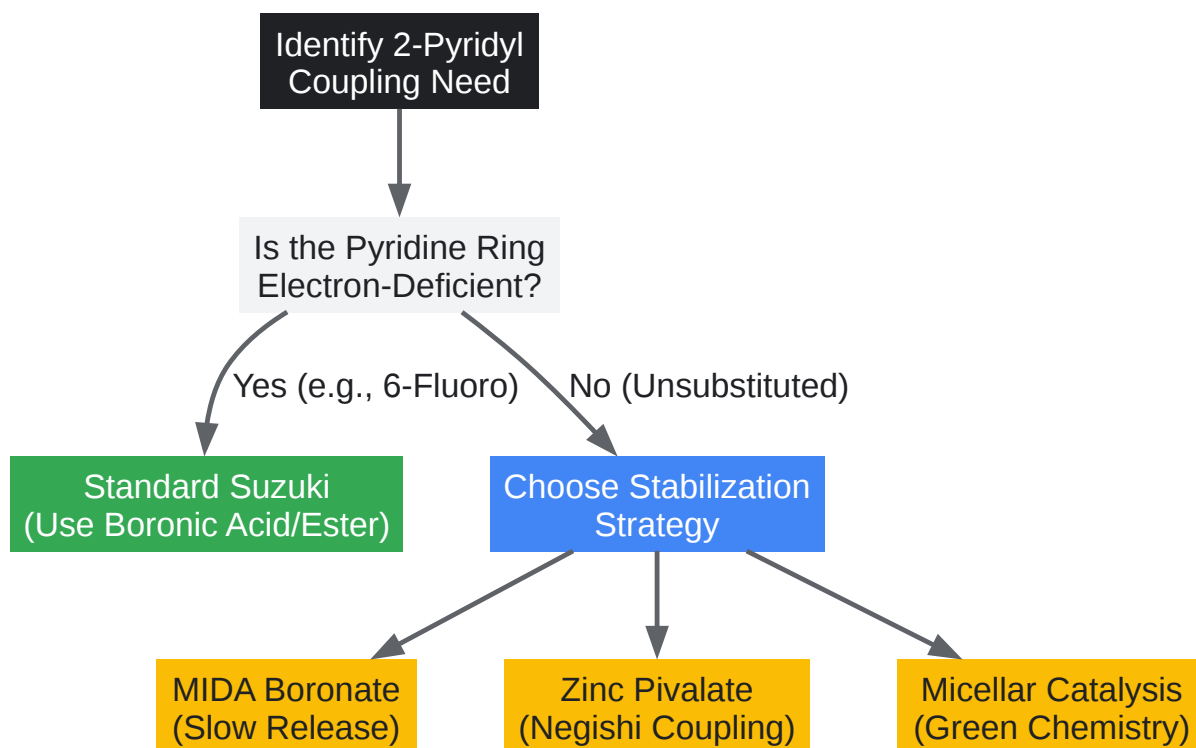 Identify 2-Pyridyl
Coupling Need
Is the Pyridine Ring
Electron-Deficient?
Yes (e.g., 6-Fluoro)
No (Unsubstituted)
Standard Suzuki
(Use Boronic Acid/Ester)
Choose Stabilization
Strategy
MIDA Boronate
(Slow Release)
Zinc Pivalate
(Negishi Coupling)
Micellar Catalysis
(Green Chemistry)